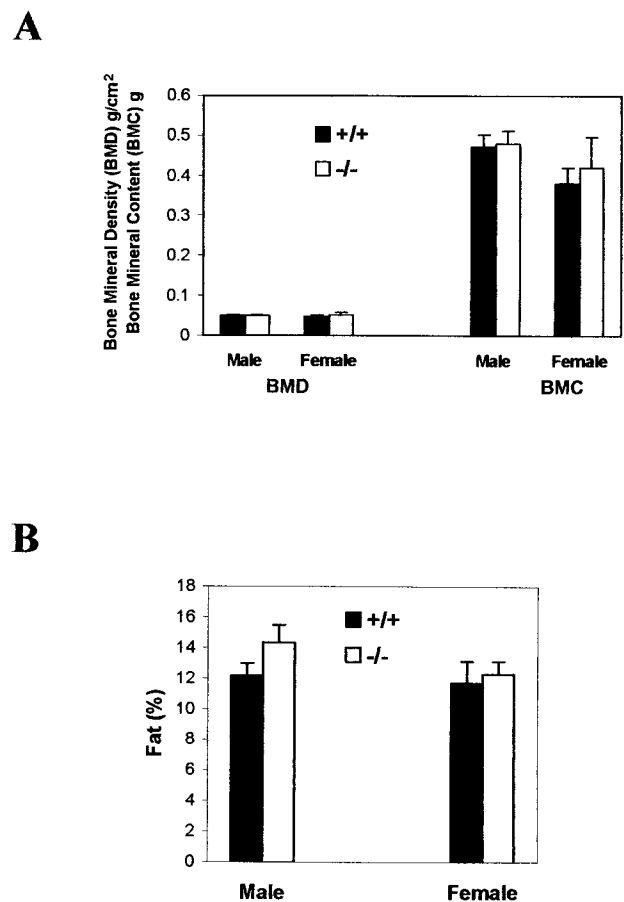 A
Bone Mineral Density (BMD) g/cm2
Bone Mineral Content (BMC) g
0.6
0.5
0.4
0.3
0.2
0.1
0
+/+
-/-
Male Female Male Female
BMD BMC
B
Fat (%)
18
16
14
12
10
8
6
4
2
0
+/+
-/-
Male Female